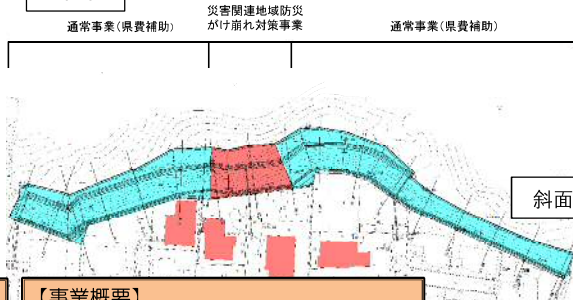 通常事業(県費補助)
災害関連地域防災
がけ崩れ対策事業
通常事業(県費補助)
斜面
【事業概要】